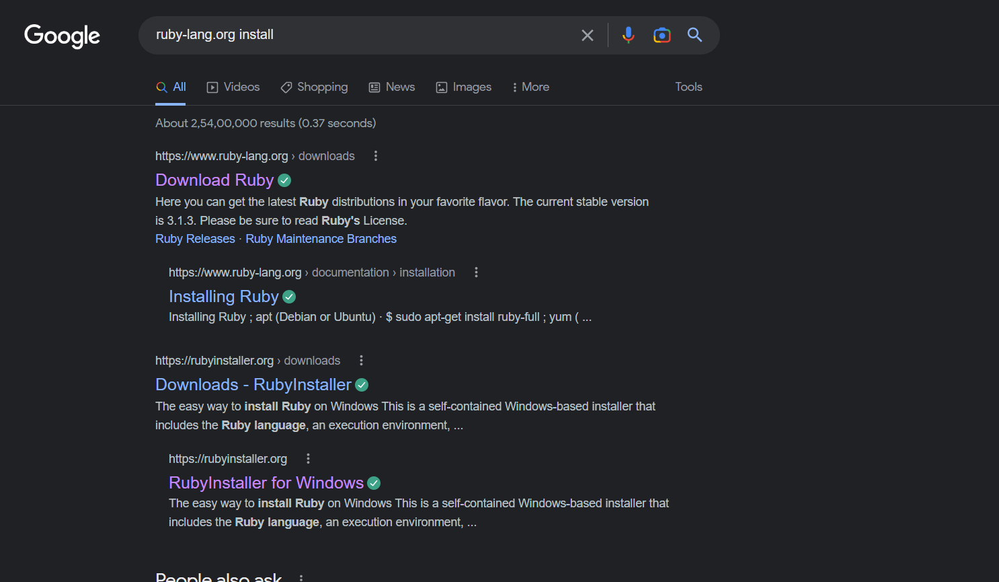 Google
ruby-lang.org install
All
Videos
Shopping
News
Images
More
Tools
About 2,54,00,000 results (0.37 seconds)
https://www.ruby-lang.org › downloads
Download Ruby
Here you can get the latest Ruby distributions in your favorite flavor. The current stable version
is 3.1.3. Please be sure to read Ruby's License.
Ruby Releases · Ruby Maintenance Branches
https://www.ruby-lang.org › documentation › installation
Installing Ruby
Installing Ruby ; apt (Debian or Ubuntu) · $ sudo apt-get install ruby-full ; yum ( ...
https://rubyinstaller.org › downloads
Downloads - RubyInstaller
The easy way to install Ruby on Windows This is a self-contained Windows-based installer that
includes the Ruby language, an execution environment, ...
https://rubyinstaller.org
RubyInstaller for Windows
The easy way to install Ruby on Windows This is a self-contained Windows-based installer that
includes the Ruby language, an execution environment, ...
People also ask